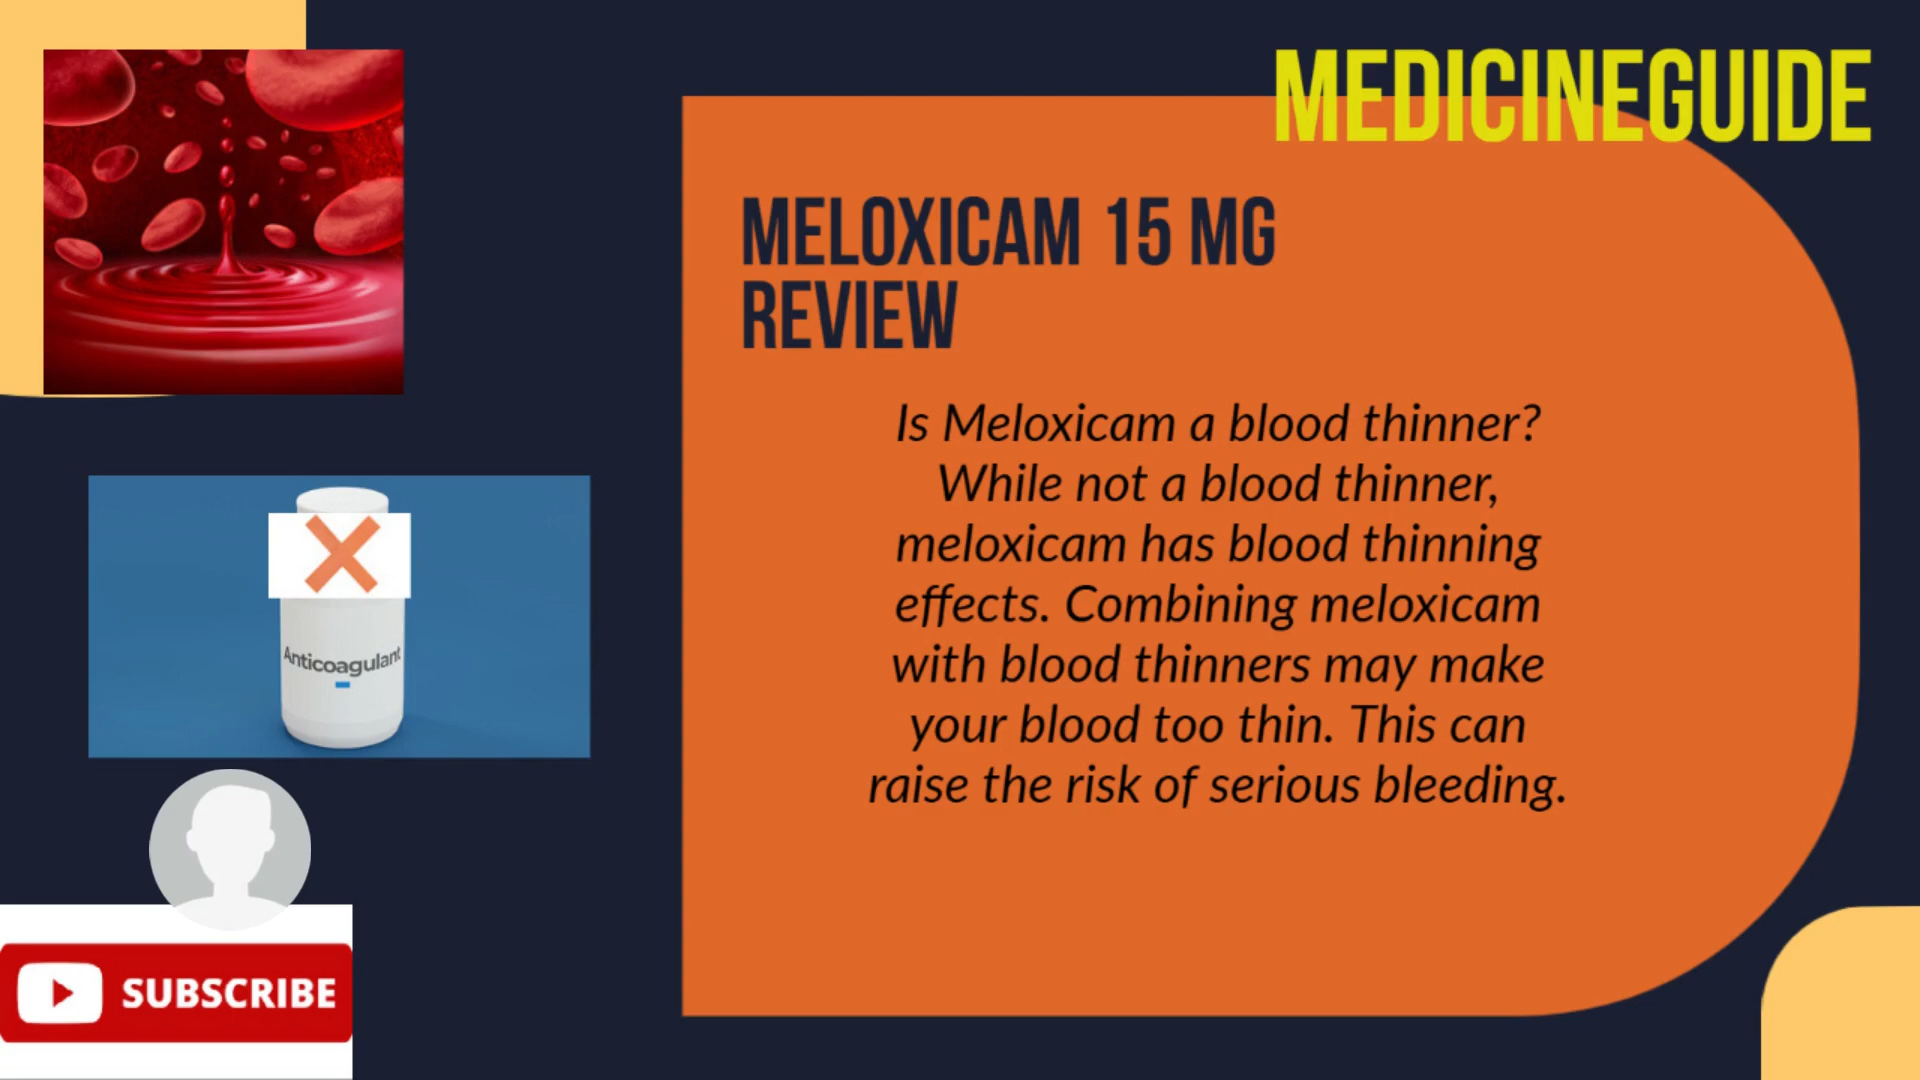 MEDICINEGUIDE
MELOXICAM 15 MG
REVIEW
Is Meloxicam a blood thinner?
While not a blood thinner,
meloxicam has blood thinning
effects. Combining meloxicam
with blood thinners may make
your blood too thin. This can
raise the risk of serious bleeding.
Anticoagulant
SUBSCRIBE